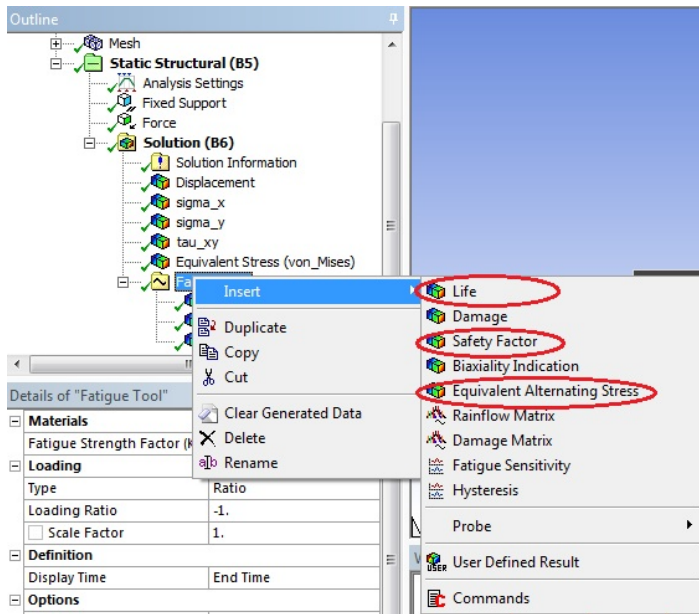 Outline
Mesh
Static Structural (B5)
Analysis Settings
Fixed Support
Force
Solution (B6)
Solution Information
Displacement
sigma_x
sigma_y
tau_xy
Equivalent Stress (von_Mises)
Fa
Insert
Duplicate
Copy
Cut
Clear Generated Data
Delete
Rename
Life
Damage
Safety Factor
Biaxiality Indication
Equivalent Alternating Stress
Rainflow Matrix
Damage Matrix
Fatigue Sensitivity
Hysteresis
Probe
User Defined Result
Commands
Details of "Fatigue Tool"
Materials
Fatigue Strength Factor (K
Loading
Type Ratio
Loading Ratio -1.
Scale Factor 1.
Definition
Display Time End Time
Options